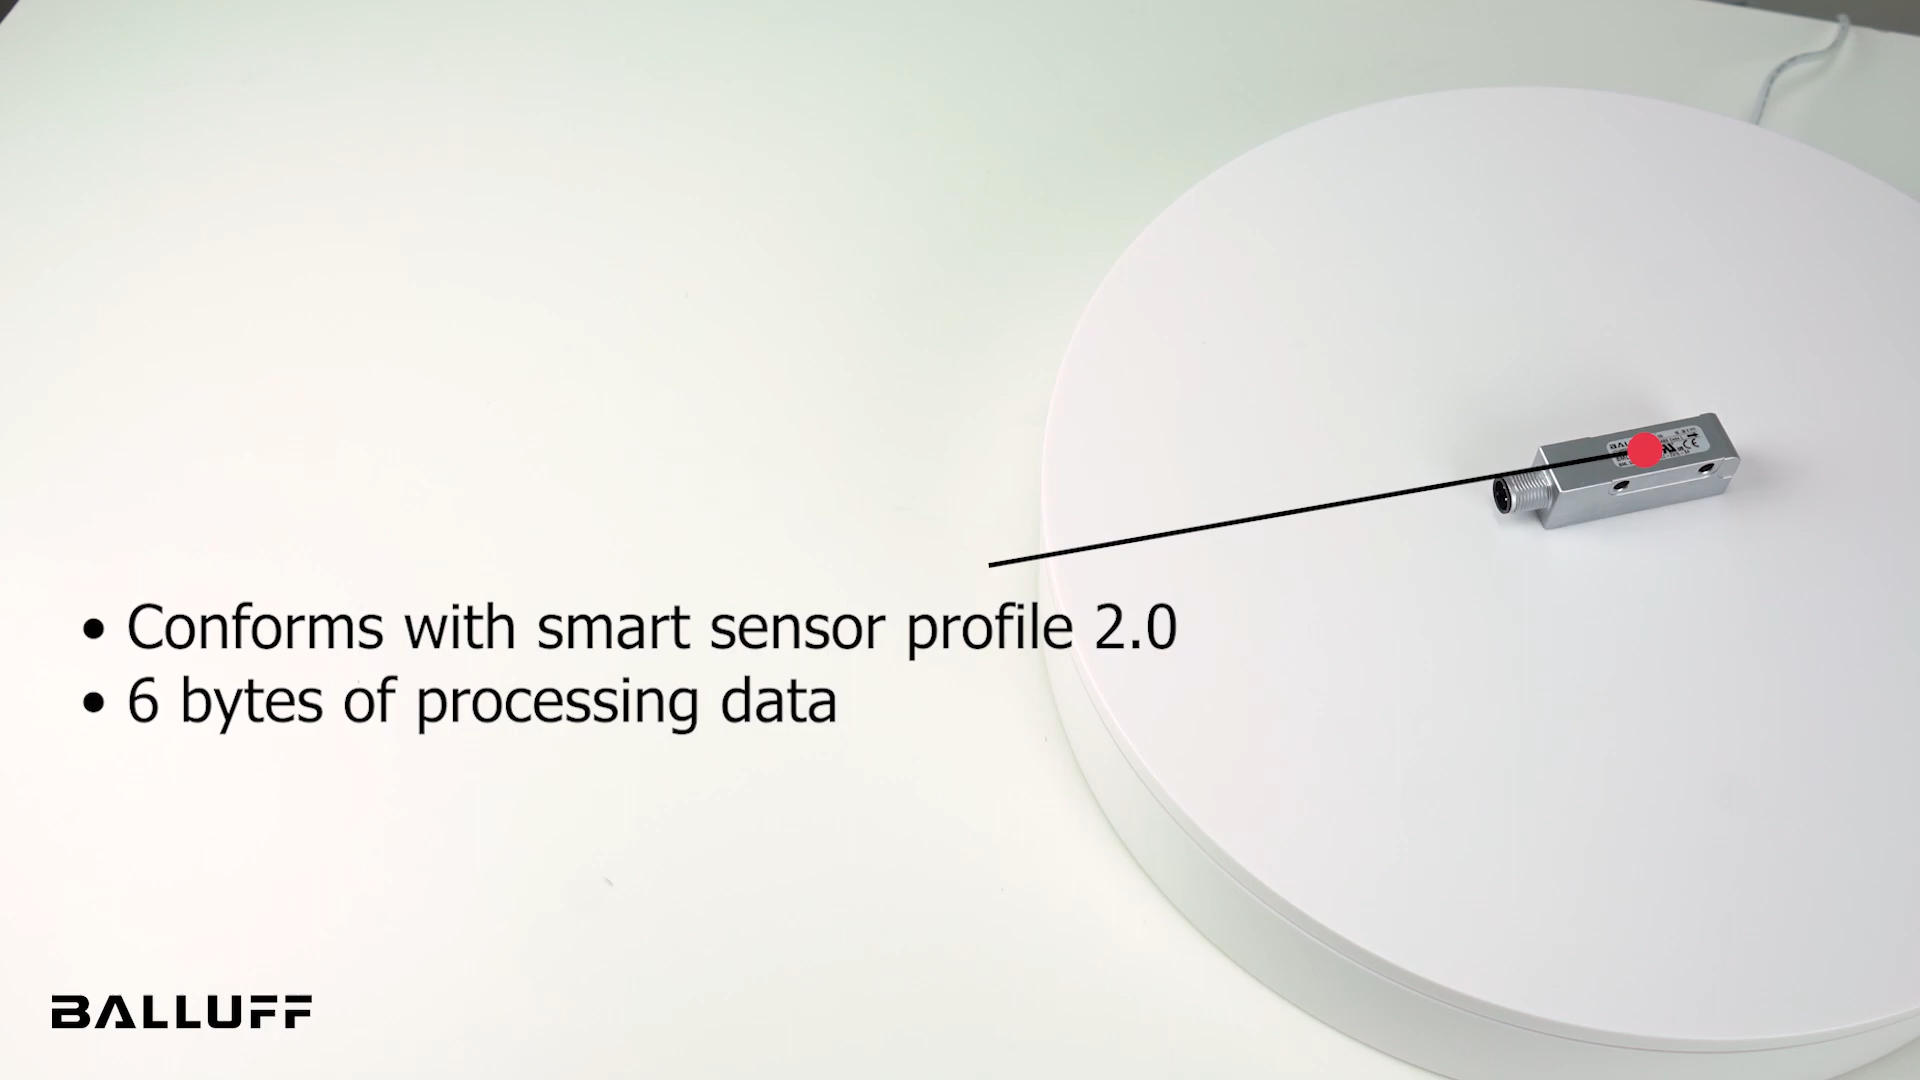 • Conforms with smart sensor profile 2.0
• 6 bytes of processing data
BALLUFF